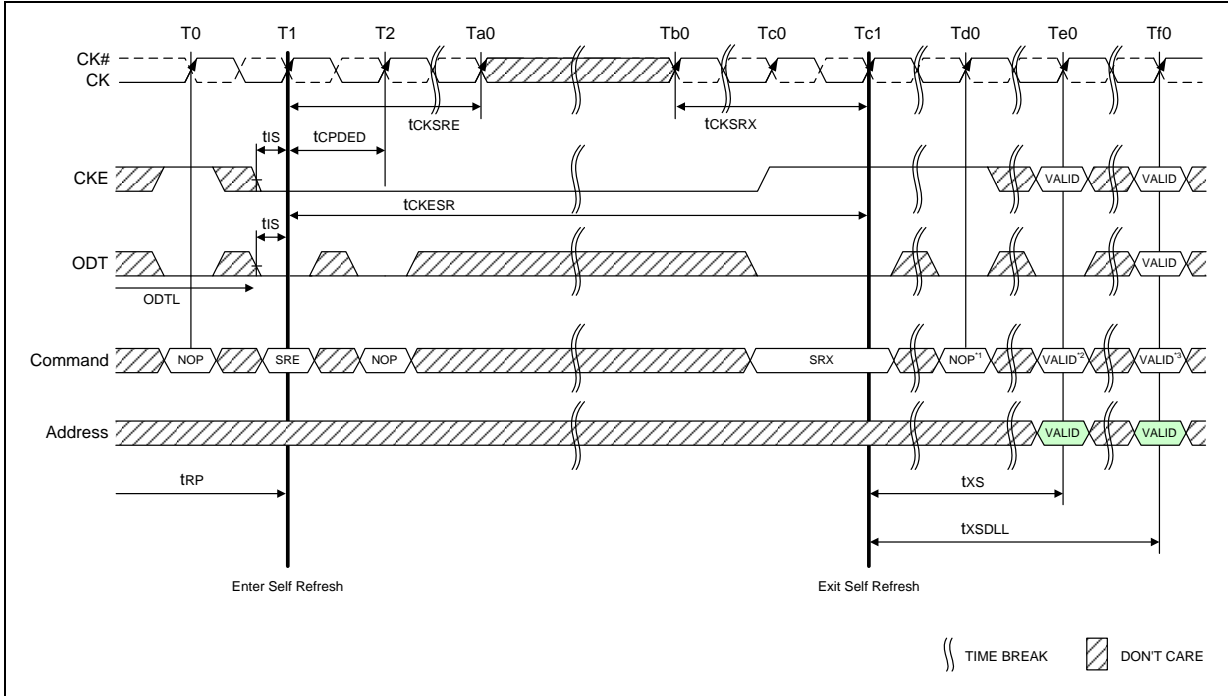 T0 T1 T2 Ta0 Tb0 Tc0 Tc1 Td0 Te0 Tf0
CK#
CK
tCKSRE tCKSRX
tIS tCPDED
CKE VALID VALID
tCKESR
tIS
ODT VALID
ODTL
Command NOP SRE NOP SRX NOP*1 VALID*2 VALID*3
Address VALID VALID
tRP tXS
tXSDLL
Enter Self Refresh Exit Self Refresh
TIME BREAK DON'T CARE